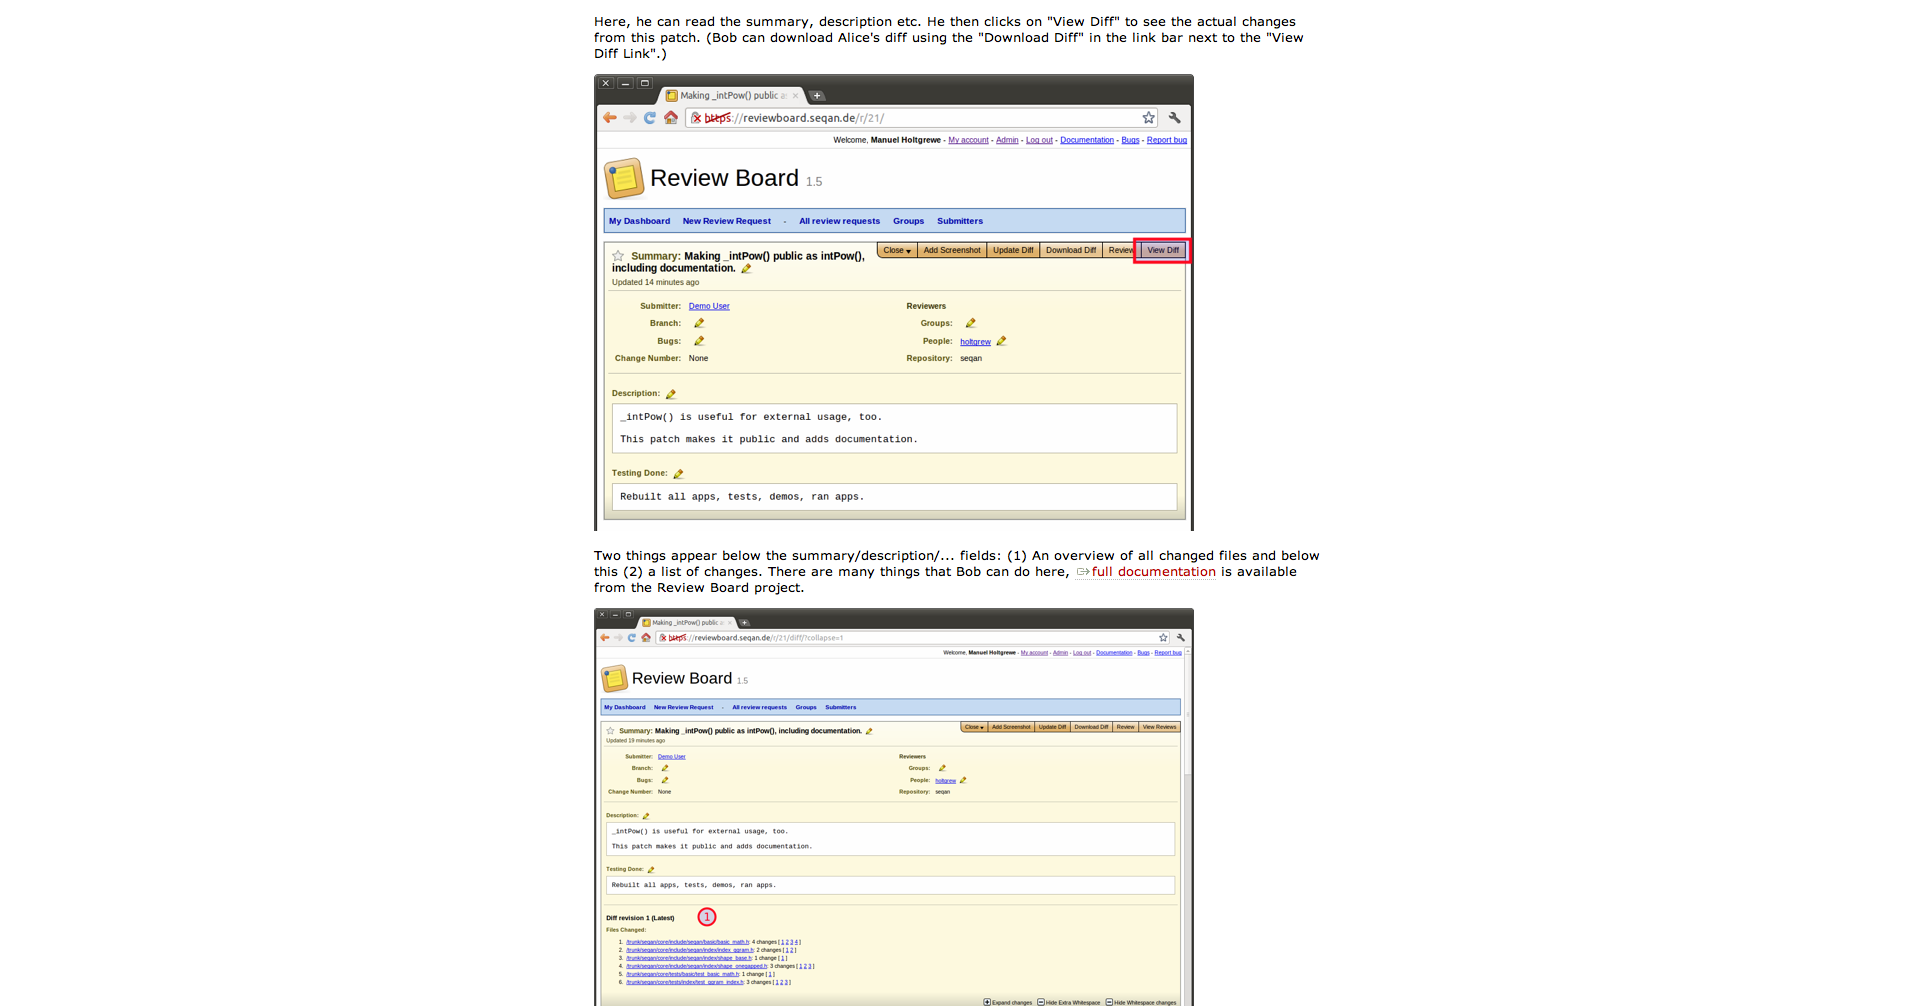 Here, he can read the summary, description etc. He then clicks on "View Diff" to see the actual changes
from this patch. (Bob can download Alice's diff using the "Download Diff" in the link bar next to the "View
Diff Link".)
Making _intPow() public a
https://reviewboard.seqan.de/r/21/
Welcome, Manuel Holtgrewe - My account - Admin - Log out - Documentation - Bugs - Report bug
Review Board 1.5
My Dashboard New Review Request - All review requests Groups Submitters
Close Add Screenshot Update Diff Download Diff Review View Diff
Summary: Making _intPow() public as intPow(),
including documentation.
Updated 14 minutes ago
Submitter: Demo User Reviewers
Branch: Groups:
Bugs: People: holtgrew
Change Number: None Repository: seqan
Description:
_intPow() is useful for external usage, too.
This patch makes it public and adds documentation.
Testing Done:
Rebuilt all apps, tests, demos, ran apps.
Two things appear below the summary/description/... fields: (1) An overview of all changed files and below
this (2) a list of changes. There are many things that Bob can do here, full documentation is available
from the Review Board project.
Making _intPow() public a
https://reviewboard.seqan.de/r/21/diff/?collapse=1
Welcome, Manuel Holtgrewe - My account - Admin - Log out - Documentation - Bugs - Report bug
Review Board 1.5
My Dashboard New Review Request - All review requests Groups Submitters
Close Add Screenshot Update Diff Download Diff Review View Reviews
Summary: Making _intPow() public as intPow(), including documentation.
Updated 19 minutes ago
Submitter: Demo User Reviewers
Branch: Groups:
Bugs: People: holtgrew
Change Number: None Repository: seqan
Description:
_intPow() is useful for external usage, too.
This patch makes it public and adds documentation.
Testing Done:
Rebuilt all apps, tests, demos, ran apps.
Diff revision 1 (Latest) 1
Files Changed:
1. /trunk/seqan/core/include/seqan/basic/basic_math.h: 4 changes [ 1 2 3 4 ]
2. /trunk/seqan/core/include/seqan/index/index_qgram.h: 2 changes [ 1 2 ]
3. /trunk/seqan/core/include/seqan/index/shape_base.h: 1 change [ 1 ]
4. /trunk/seqan/core/include/seqan/index/shape_onegapped.h: 3 changes [ 1 2 3 ]
5. /trunk/seqan/core/tests/basic/test_basic_math.h: 1 change [ 1 ]
6. /trunk/seqan/core/tests/index/test_qgram_index.h: 3 changes [ 1 2 3 ]
Expand changes Hide Extra Whitespace Hide Whitespace changes